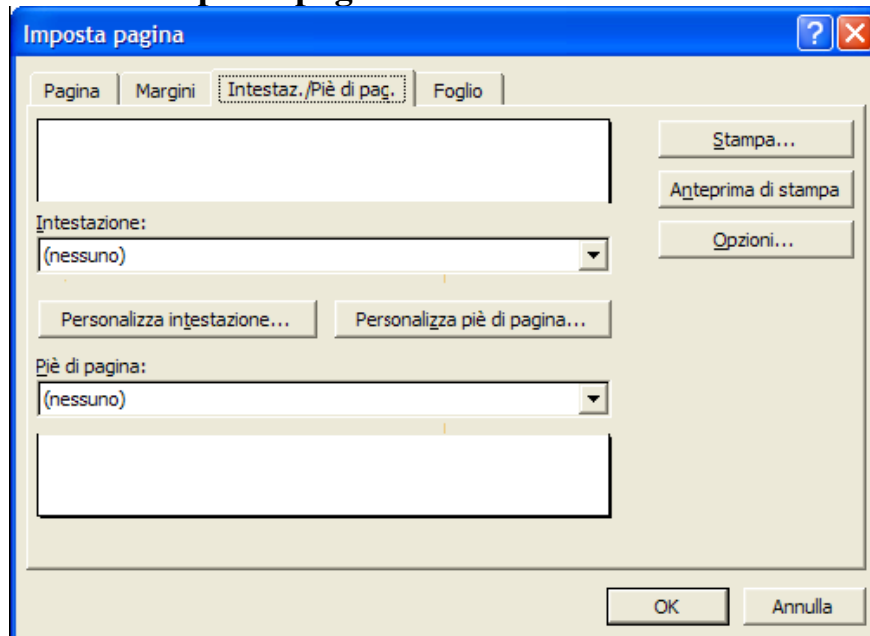 Imposta pagina
Pagina Margini Intestaz./Piè di pag. Foglio
Stampa...
Anteprima di stampa
Intestazione:
Opzioni...
(nessuno)
Personalizza intestazione... Personalizza piè di pagina...
Piè di pagina:
(nessuno)
OK Annulla